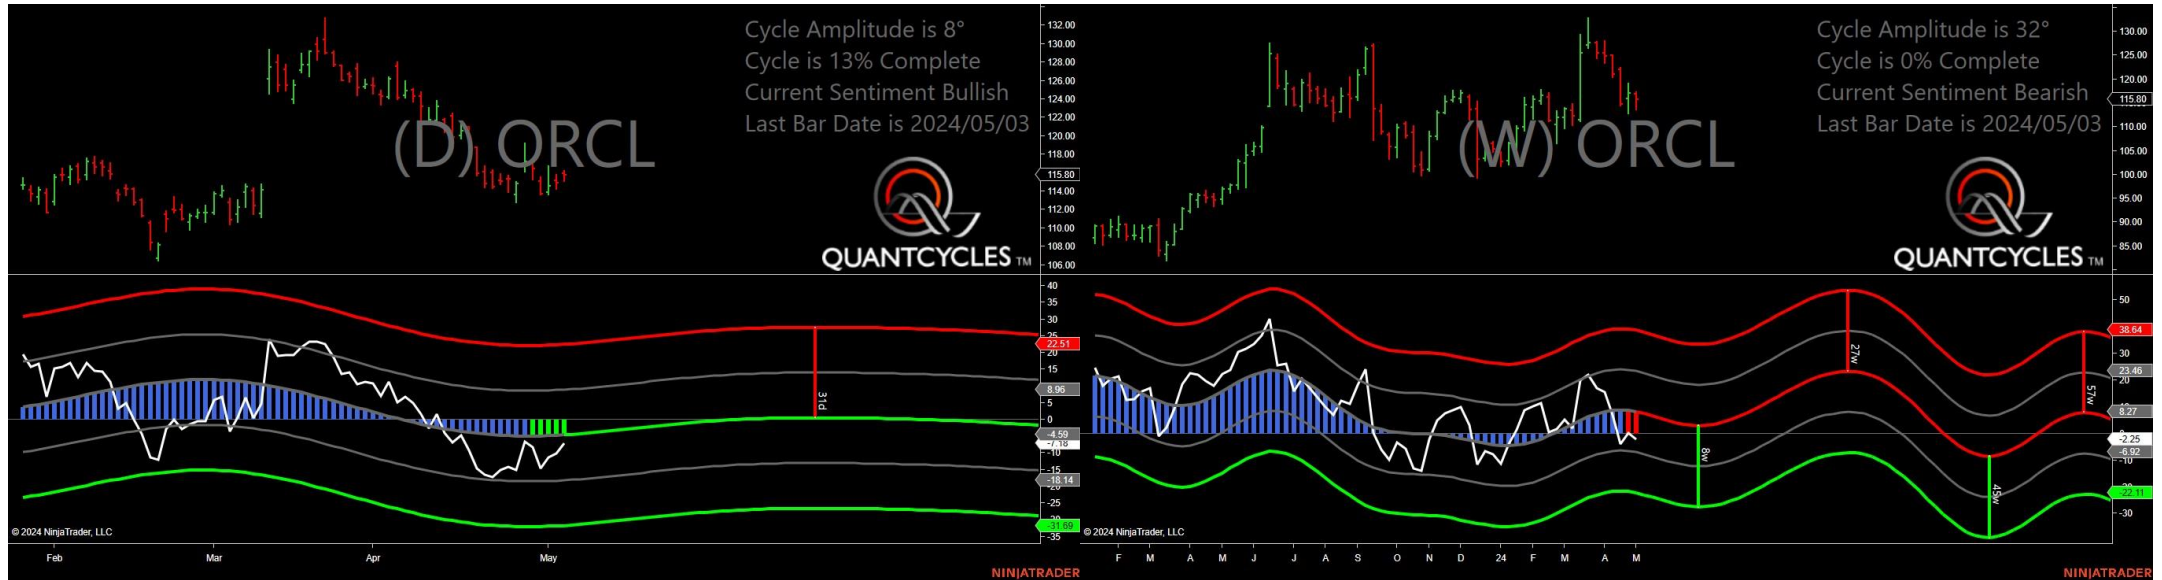 Cycle Amplitude is 8°
Cycle is 13% Complete
Current Sentiment Bullish
Last Bar Date is 2024/05/03
(D) ORCL
QUANTCYCLES TM
132.00
130.00
128.00
126.00
124.00
122.00
120.00
118.00
115.80
114.00
112.00
110.00
108.00
106.00
40
35
30
25
22.51
20
15
8.96
5
0
-4.59
-7.18
-10
-15
-18.14
-20
-25
-31.69
-35
31d
© 2024 NinjaTrader, LLC
Feb Mar Apr May
NINJATRADER
Cycle Amplitude is 32°
Cycle is 0% Complete
Current Sentiment Bearish
Last Bar Date is 2024/05/03
(W) ORCL
QUANTCYCLES TM
130.00
125.00
120.00
115.80
110.00
105.00
100.00
95.00
90.00
85.00
50
38.64
30
23.46
20
8.27
-2.25
-6.92
-10
-22.11
-30
8w
27w
45w
57w
© 2024 NinjaTrader, LLC
F M A M J J A S O N D 24 F M A M
NINJATRADER